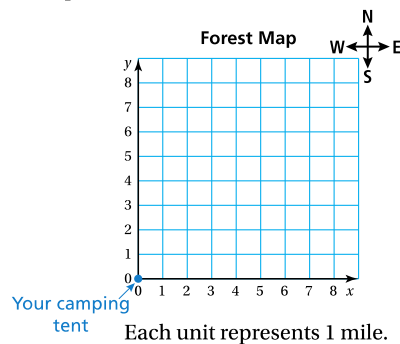 N
Forest Map
W E
S
y
8
7
6
5
4
3
2
1
0
0 1 2 3 4 5 6 7 8 x
Your camping
tent
Each unit represents 1 mile.